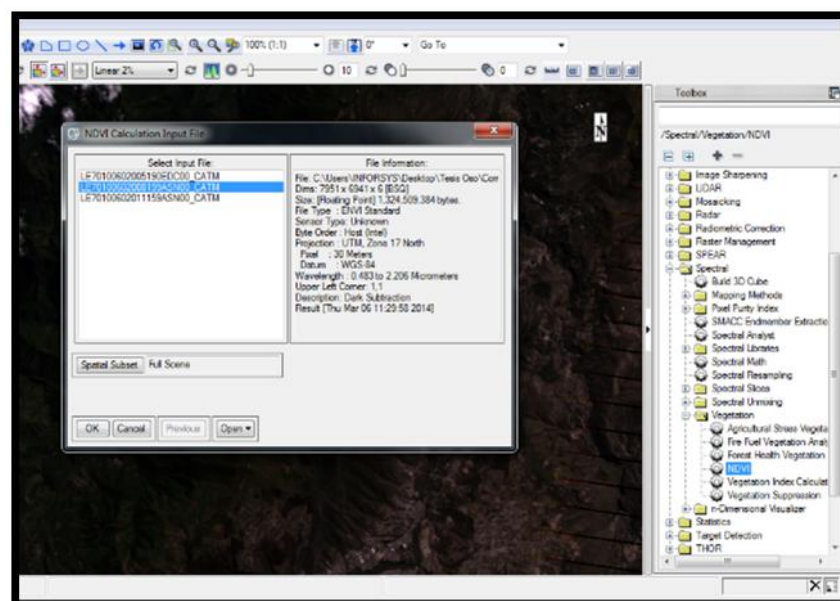 100% (1:1)
0°
Go To
Linear 2%
10
0
Toolbox
NDVI Calculation Input File
Select Input File:
LE70100602005190EDC00_CATM
LE70100602008199ASN00_CATM
LE70100602011159ASN00_CATM
File Information:
File: C:\Users\INFORSYS\Desktop\Tesis Oso\Corr
Dims: 7951 x 6941 x 6 [BSQ]
Size: [Floating Point] 1,324,509,384 bytes.
File Type : ENVI Standard
Sensor Type: Unknown
Byte Order : Host (Intel)
Projection : UTM, Zone 17 North
Pixel : 30 Meters
Datum : WGS-84
Wavelength : 0.483 to 2.206 Micrometers
Upper Left Corner: 1,1
Description: Dark Subtraction
Result [Thu Mar 06 11:29:58 2014]
Spatial Subset
Full Scene
OK
Cancel
Previous
Open
N
/Spectral/Vegetation/NDVI
Image Sharpening
LiDAR
Mosaicking
Radar
Radiometric Correction
Raster Management
SPEAR
Spectral
Build 3D Cube
Mapping Methods
Pixel Purity Index
SMACC Endmember Extractio
Spectral Analyst
Spectral Libraries
Spectral Math
Spectral Resampling
Spectral Slices
Spectral Unmixing
Vegetation
Agricultural Stress Vegeta
Fire Fuel Vegetation Analy
Forest Health Vegetation
NDVI
Vegetation Index Calculat
Vegetation Suppression
n-Dimensional Visualizer
Statistics
Target Detection
THOR